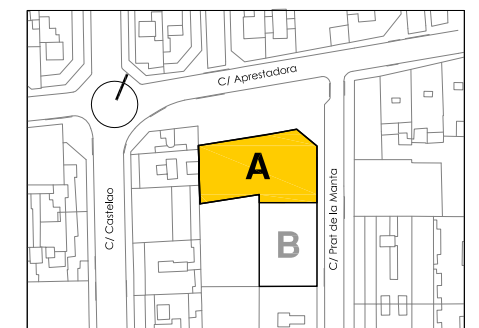 C/ Aprestadora
A
C/ Castelao
C/ Prat de la Manta
B